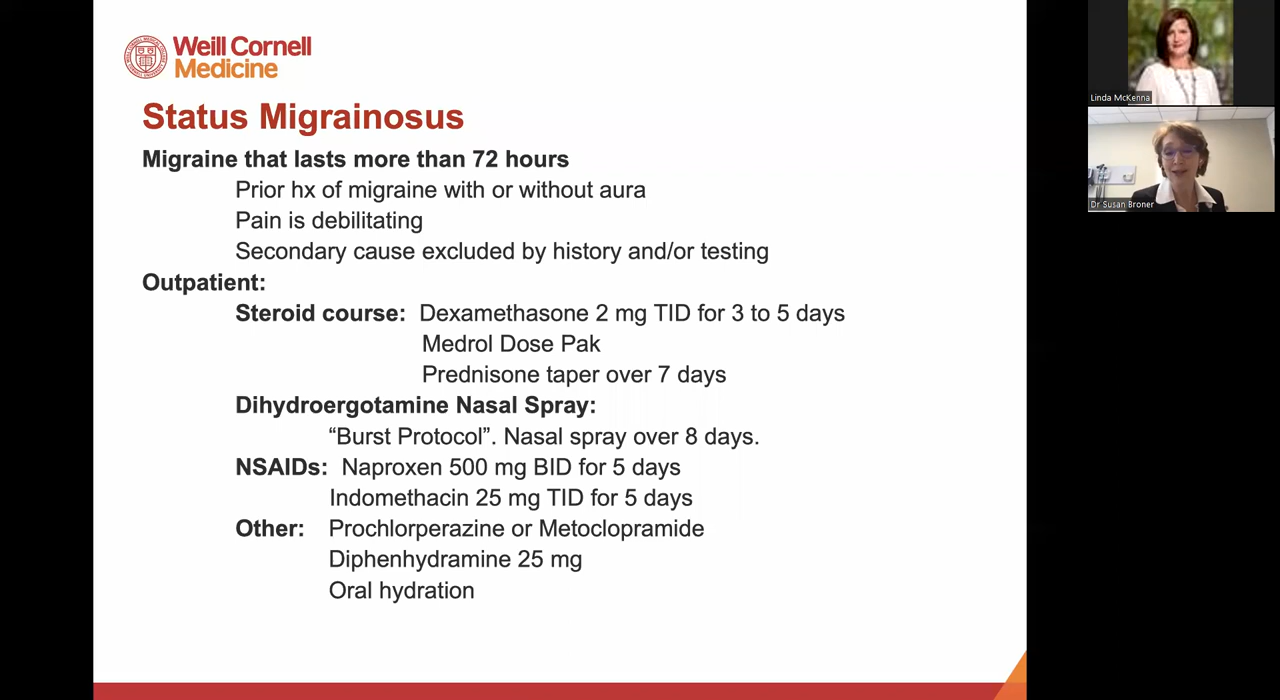 Weill Cornell
Medicine
Status Migrainosus
Migraine that lasts more than 72 hours
Prior hx of migraine with or without aura
Pain is debilitating
Secondary cause excluded by history and/or testing
Outpatient:
Steroid course: Dexamethasone 2 mg TID for 3 to 5 days
Medrol Dose Pak
Prednisone taper over 7 days
Dihydroergotamine Nasal Spray:
“Burst Protocol”. Nasal spray over 8 days.
NSAIDs: Naproxen 500 mg BID for 5 days
Indomethacin 25 mg TID for 5 days
Other: Prochlorperazine or Metoclopramide
Diphenhydramine 25 mg
Oral hydration
Linda McKenna
Dr Susan Broner